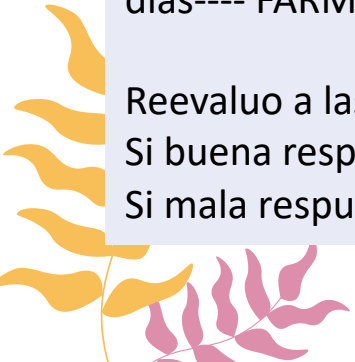 días---- FARM
Reevaluo a la
Si buena resp
Si mala respu